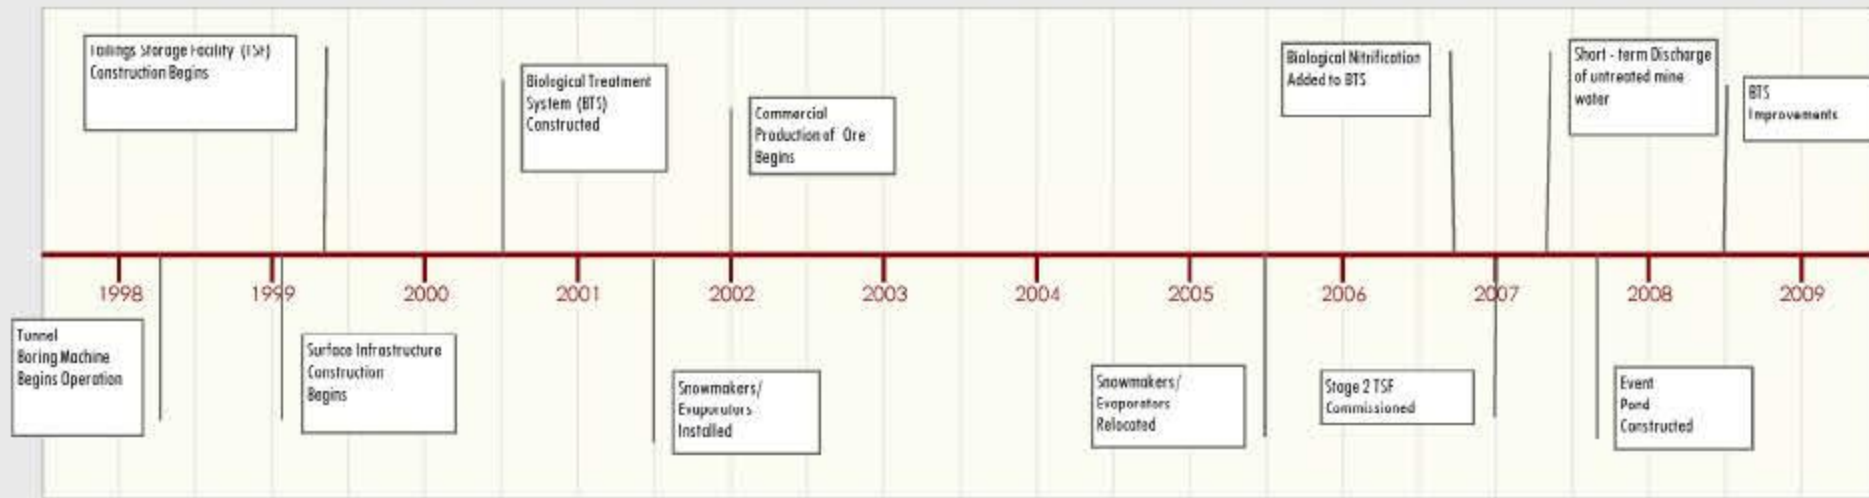 Tailings Storage Facility (TSF)
Construction Begins
Biological Treatment
System (BTS)
Constructed
Commercial
Production of Ore
Begins
Biological Nitrification
Added to BTS
Short - term Discharge
of untreated mine
water
BTS
Improvements
1998
1999
2000
2001
2002
2003
2004
2005
2006
2007
2008
2009
Tunnel
Boring Machine
Begins Operation
Surface Infrastructure
Construction
Begins
Snowmakers/
Evaporators
Installed
Snowmakers/
Evaporators
Relocated
Stage 2 TSF
Commissioned
Event
Pond
Constructed